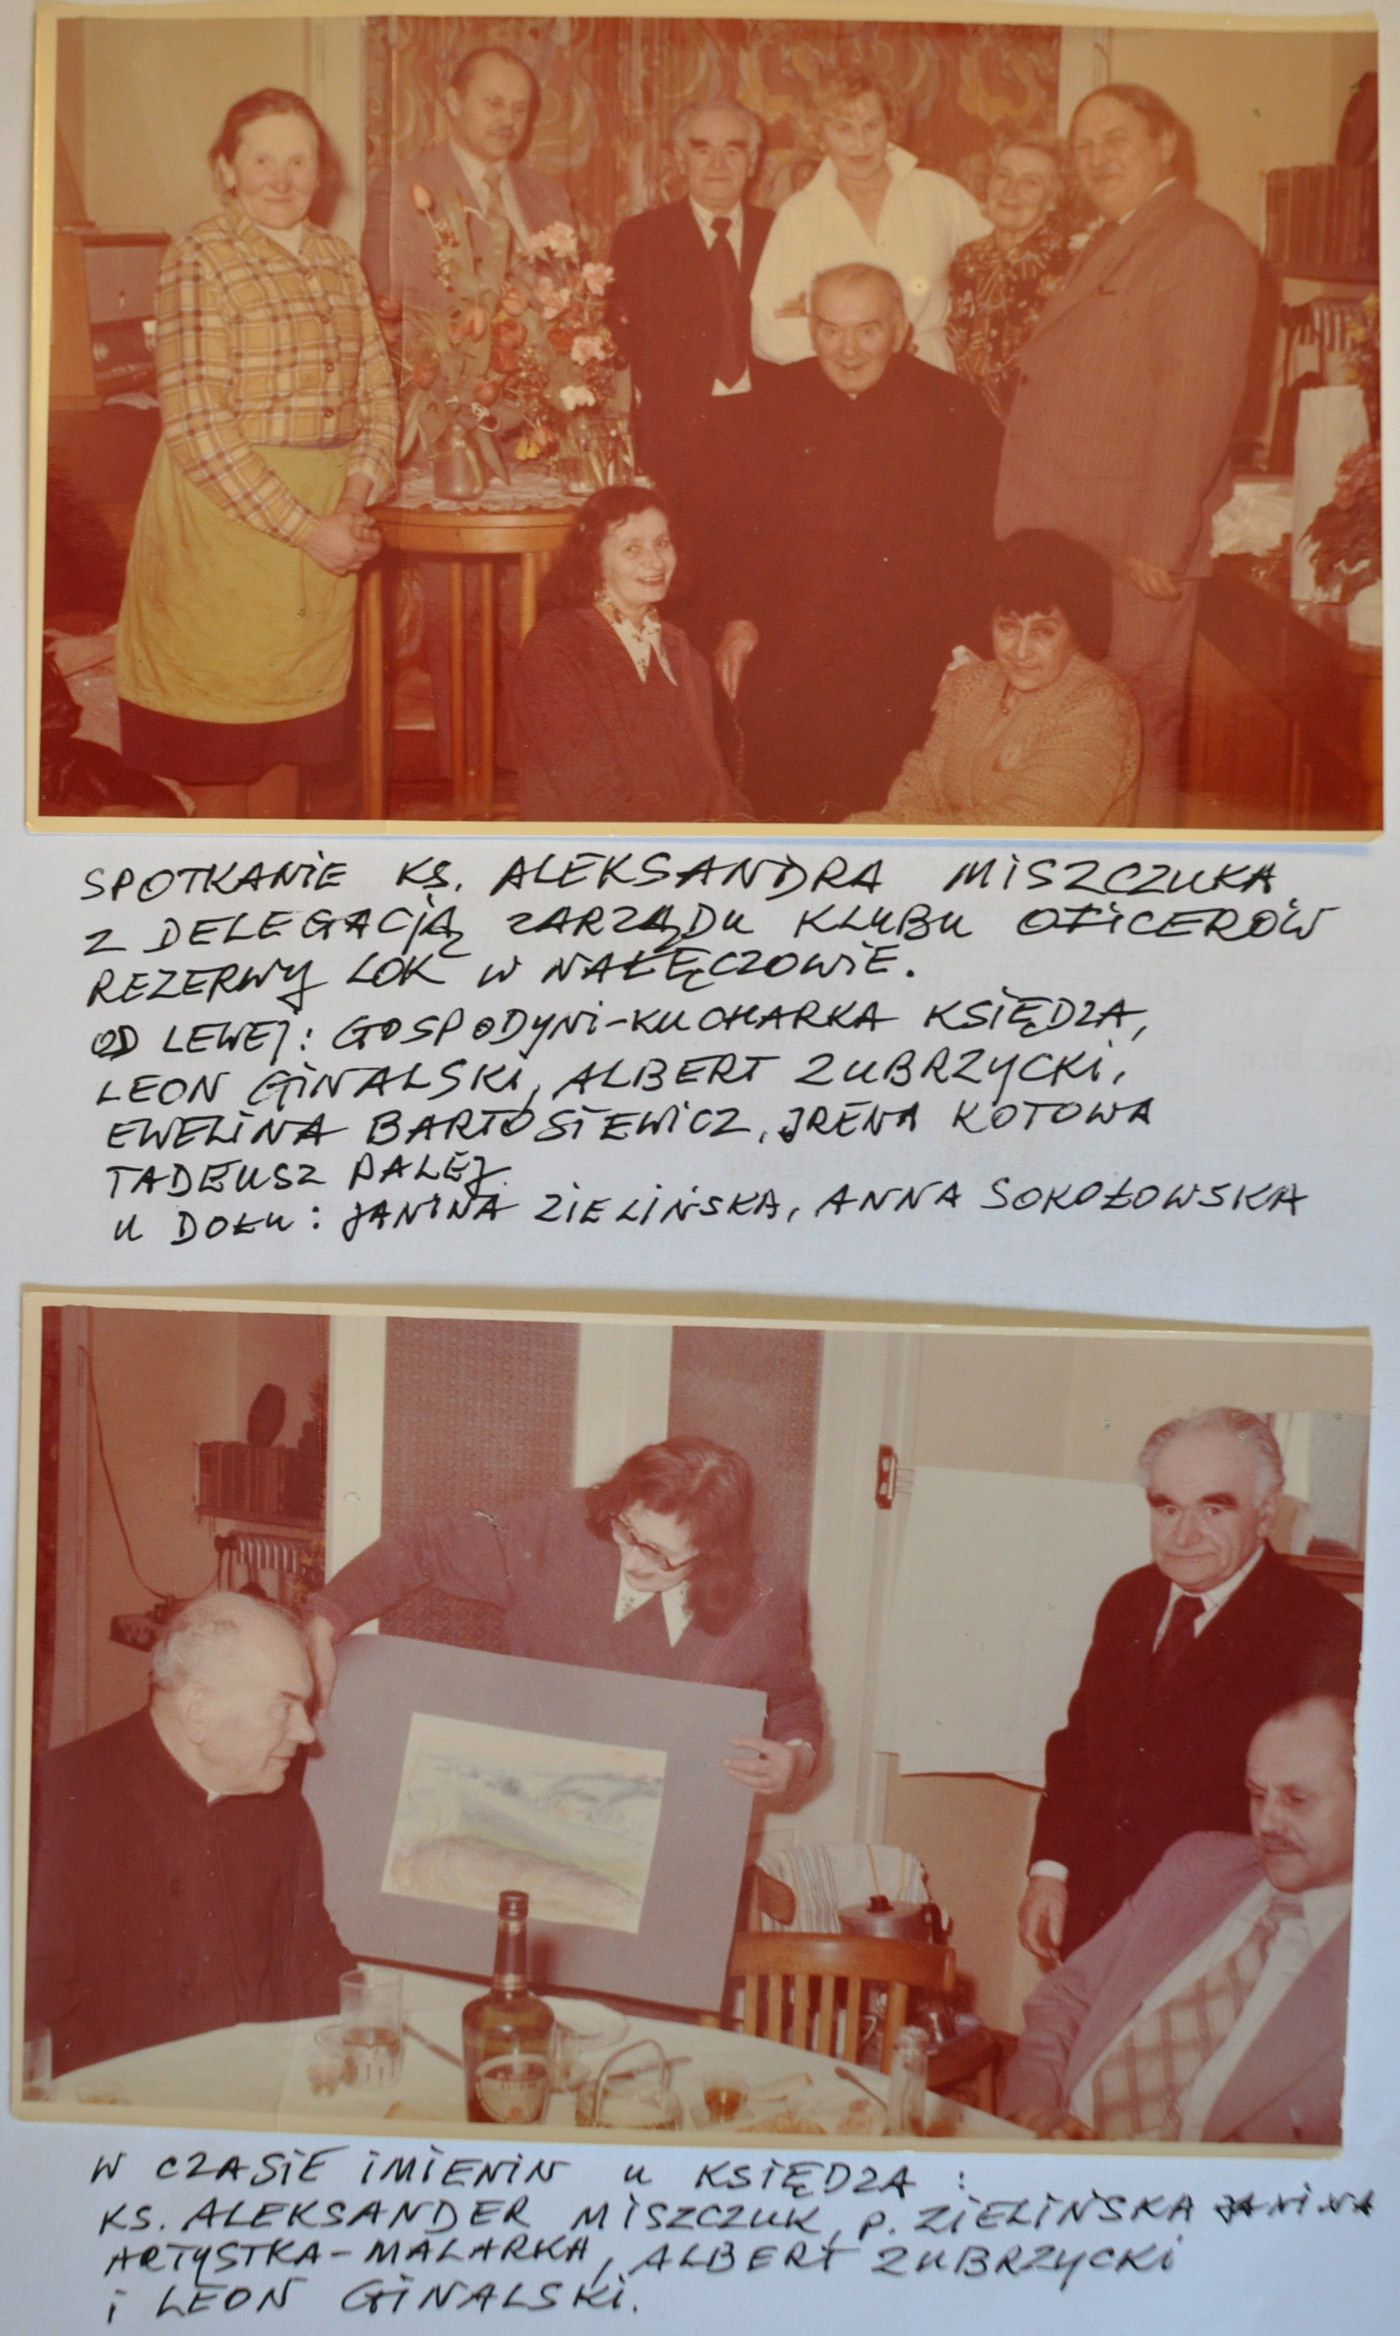 SPOTKANIE KS. ALEKSANDRA MISZCZUKA
Z DELEGACJĄ ZARZĄDU KLUBU OFICERÓW
REZERWY LOK W NAŁĘCZOWIE.
OD LEWEJ: GOSPODYNI-KUCHARKA KSIĘDZA,
LEON GINALSKI, ALBERT ZUBRZYCKI,
EWELINA BARTOSIEWICZ, IRENA KOTOWA
TADEUSZ PALEJ.
U DOŁU: JANINA ZIELIŃSKA, ANNA SOKOŁOWSKA
W CZASIE IMIENIN U KSIĘDZA:
KS. ALEKSANDER MISZCZUK, P. ZIELIŃSKA JANINA
ARTYSTKA-MALARKA, ALBERT ZUBRZYCKI
I LEON GINALSKI.